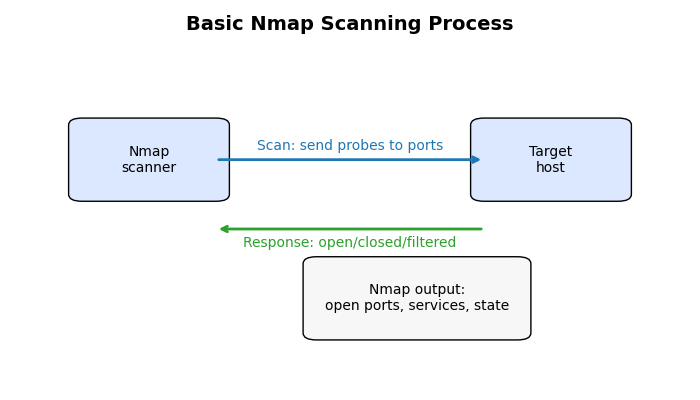 Basic Nmap Scanning Process
Nmap
scanner
Scan: send probes to ports
Target
host
Response: open/closed/filtered
Nmap output:
open ports, services, state